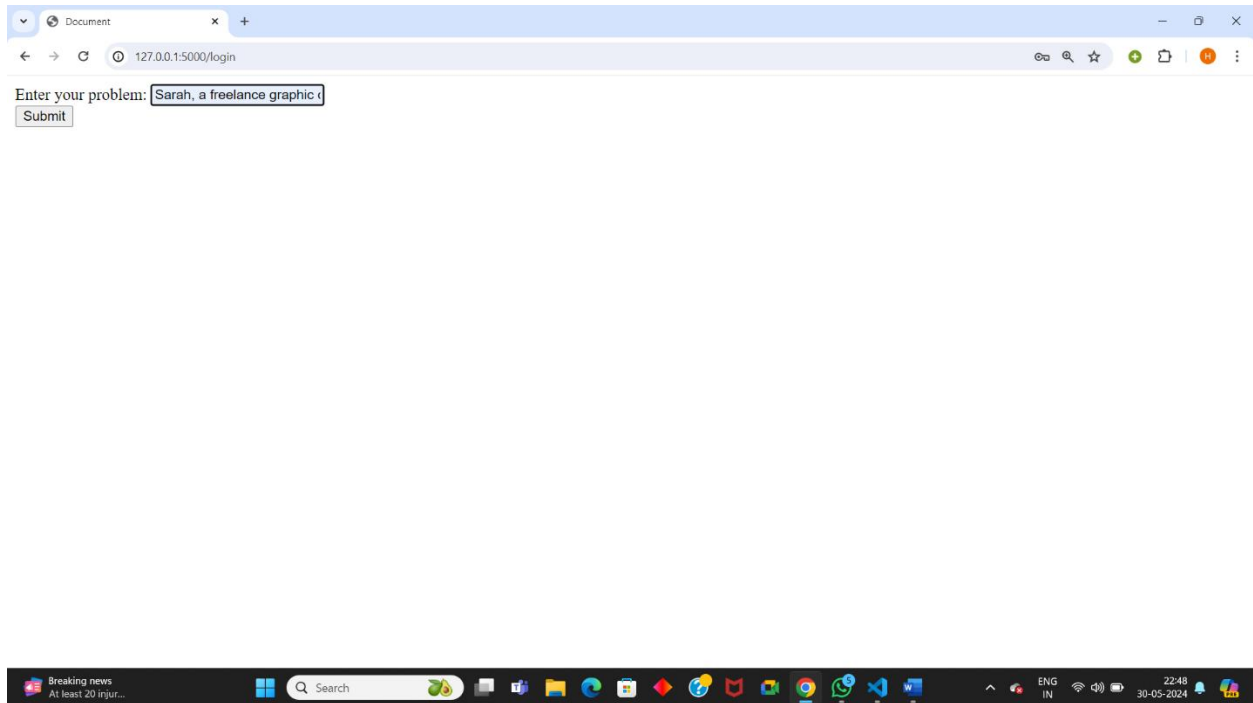 Document
127.0.0.1:5000/login
H
Enter your problem: Sarah, a freelance graphic
Submit
Breaking news
At least 20 injur...
Search
5
ENG
IN
22:48
30-05-2024